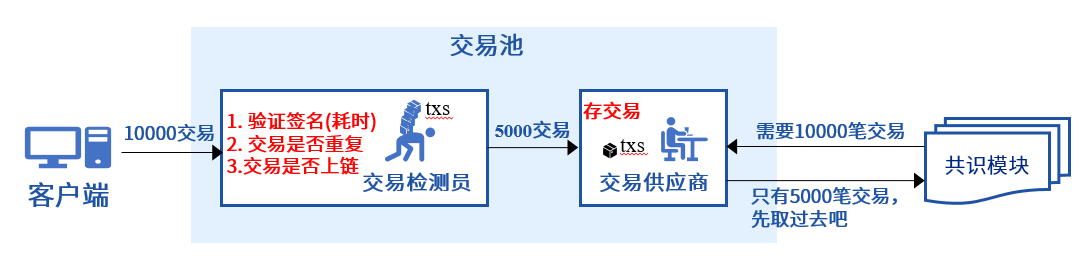 交易池
10000交易
客户端
1. 验证签名(耗时)
2. 交易是否重复
3.交易是否上链
txs
交易检测员
5000交易
存交易
txs
交易供应商
需要10000笔交易
只有5000笔交易，
先取过去吧
共识模块